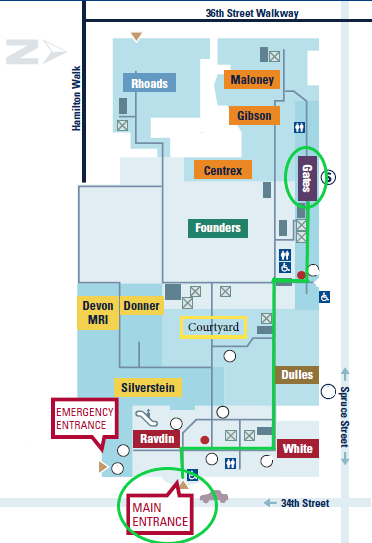 36th Street Walkway
N
Hamilton Walk
Rhoads
Maloney
Gibson
Centrex
Gates
S
Founders
Devon
MRI
Donner
Courtyard
Silverstein
Dulles
Spruce Street
EMERGENCY
ENTRANCE
Ravdin
White
MAIN
ENTRANCE
34th Street